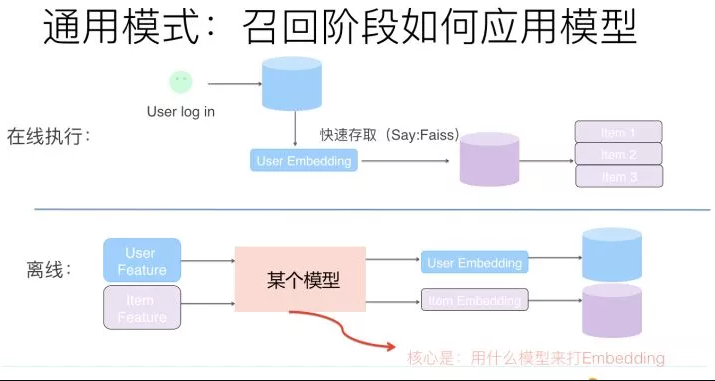 通用模式：召回阶段如何应用模型
User log in
在线执行：
快速存取（Say:Faiss）
User Embedding
Item 1
Item 2
Item 3
离线：
User
Feature
Item
Feature
某个模型
User Embedding
Item Embedding
核心是：用什么模型来打Embedding